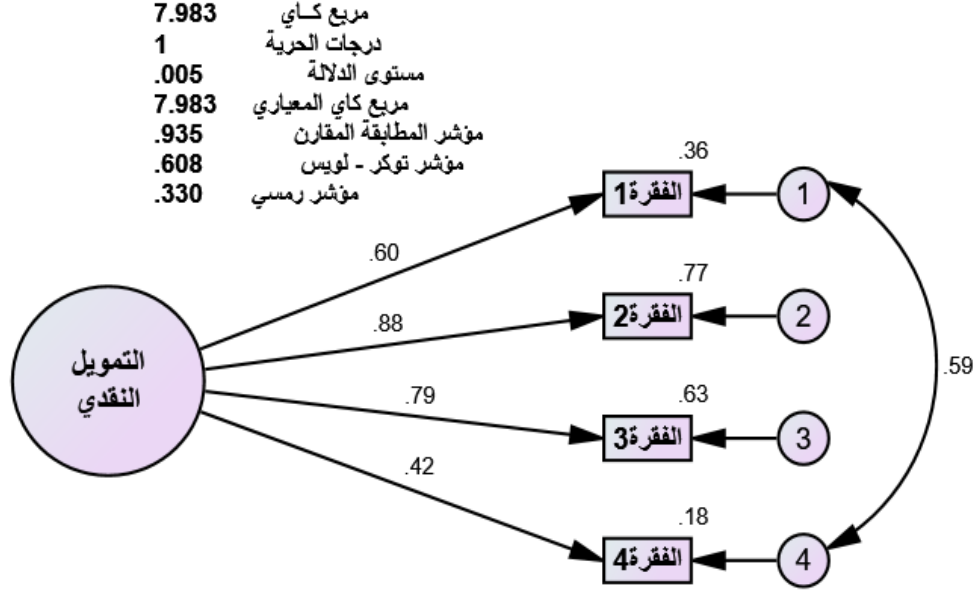 مربع كـاي 7.983
درجات الحرية 1
مستوى الدلالة .005
مربع كاي المعياري 7.983
مؤشر المطابقة المقارن .935
مؤشر توكر - لويس .608
مؤشر رمسي .330
.36
الفقرة1
1
.60
.77
الفقرة2
2
.88
.59
التمويل
النقدي
.79
.63
الفقرة3
3
.42
.18
الفقرة4
4